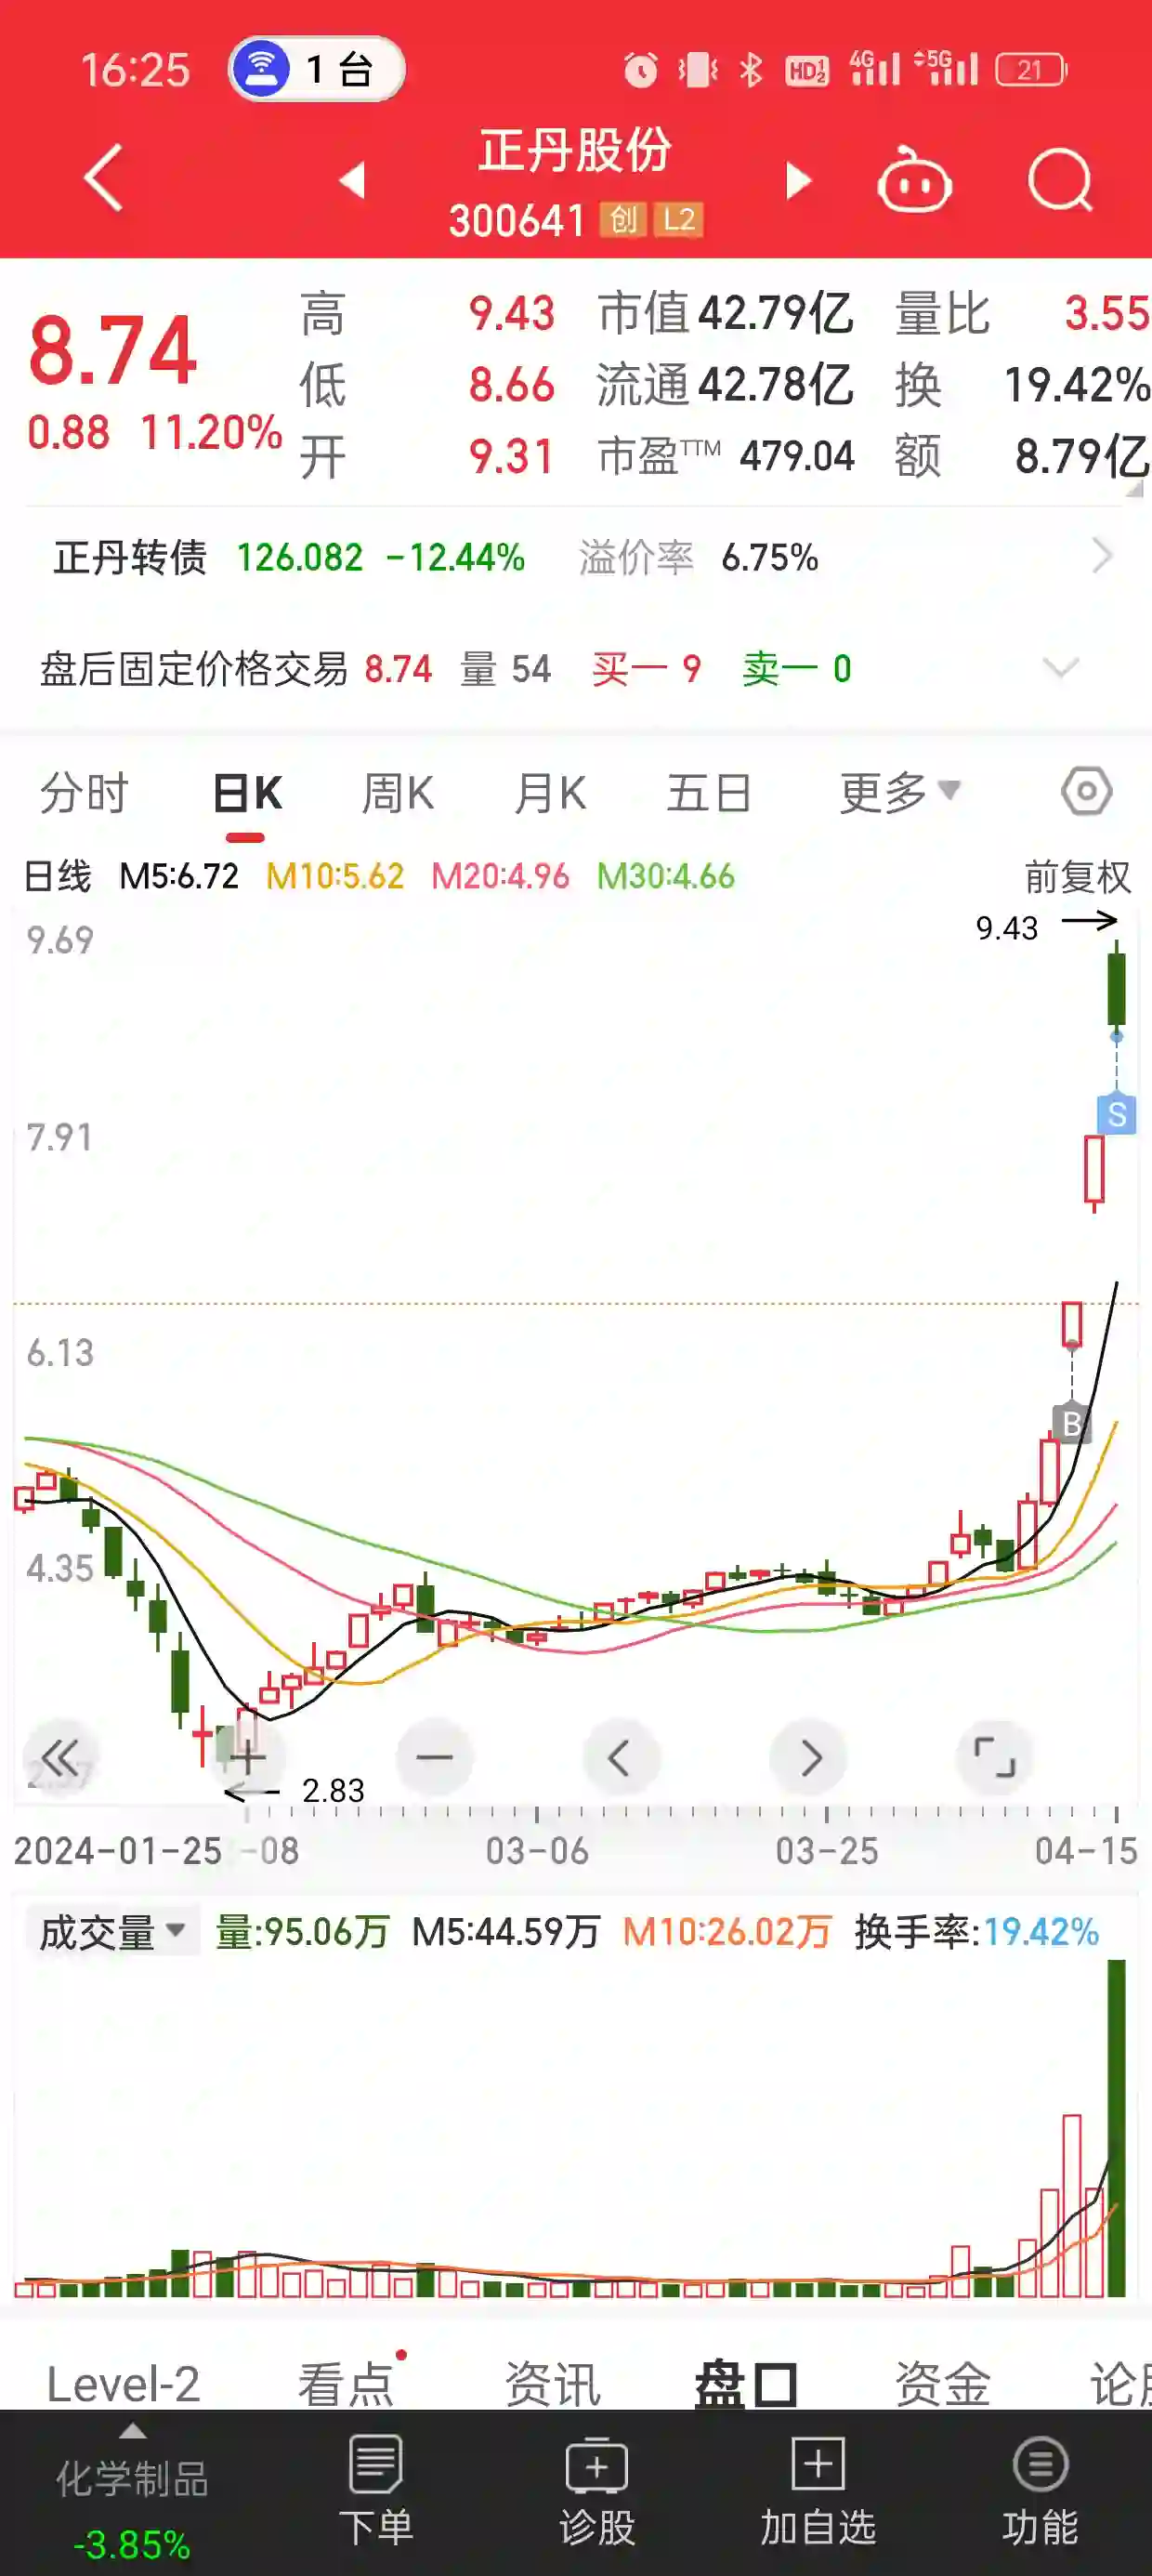 16:25 1 台 HD 1 2 4G 5G 21
正丹股份
300641 创 L2
8.74
0.88 11.20%
高 9.43 市值 42.79亿 量比 3.55
低 8.66 流通 42.78亿 换 19.42%
开 9.31 市盈TTM 479.04 额 8.79亿
正丹转债 126.082 -12.44% 溢价率 6.75%
盘后固定价格交易 8.74 量 54 买一 9 卖一 0
分时 日K 周K 月K 五日 更多
日线 M5:6.72 M10:5.62 M20:4.96 M30:4.66 前复权
9.43
9.69
7.91
S
6.13
B
4.35
2.83
2024-01-25 -08 03-06 03-25 04-15
成交量 量:95.06万 M5:44.59万 M10:26.02万 换手率:19.42%
Level-2 看点 资讯 盘口 资金 论
化学制品 下单 诊股 加自选 功能
-3.85%